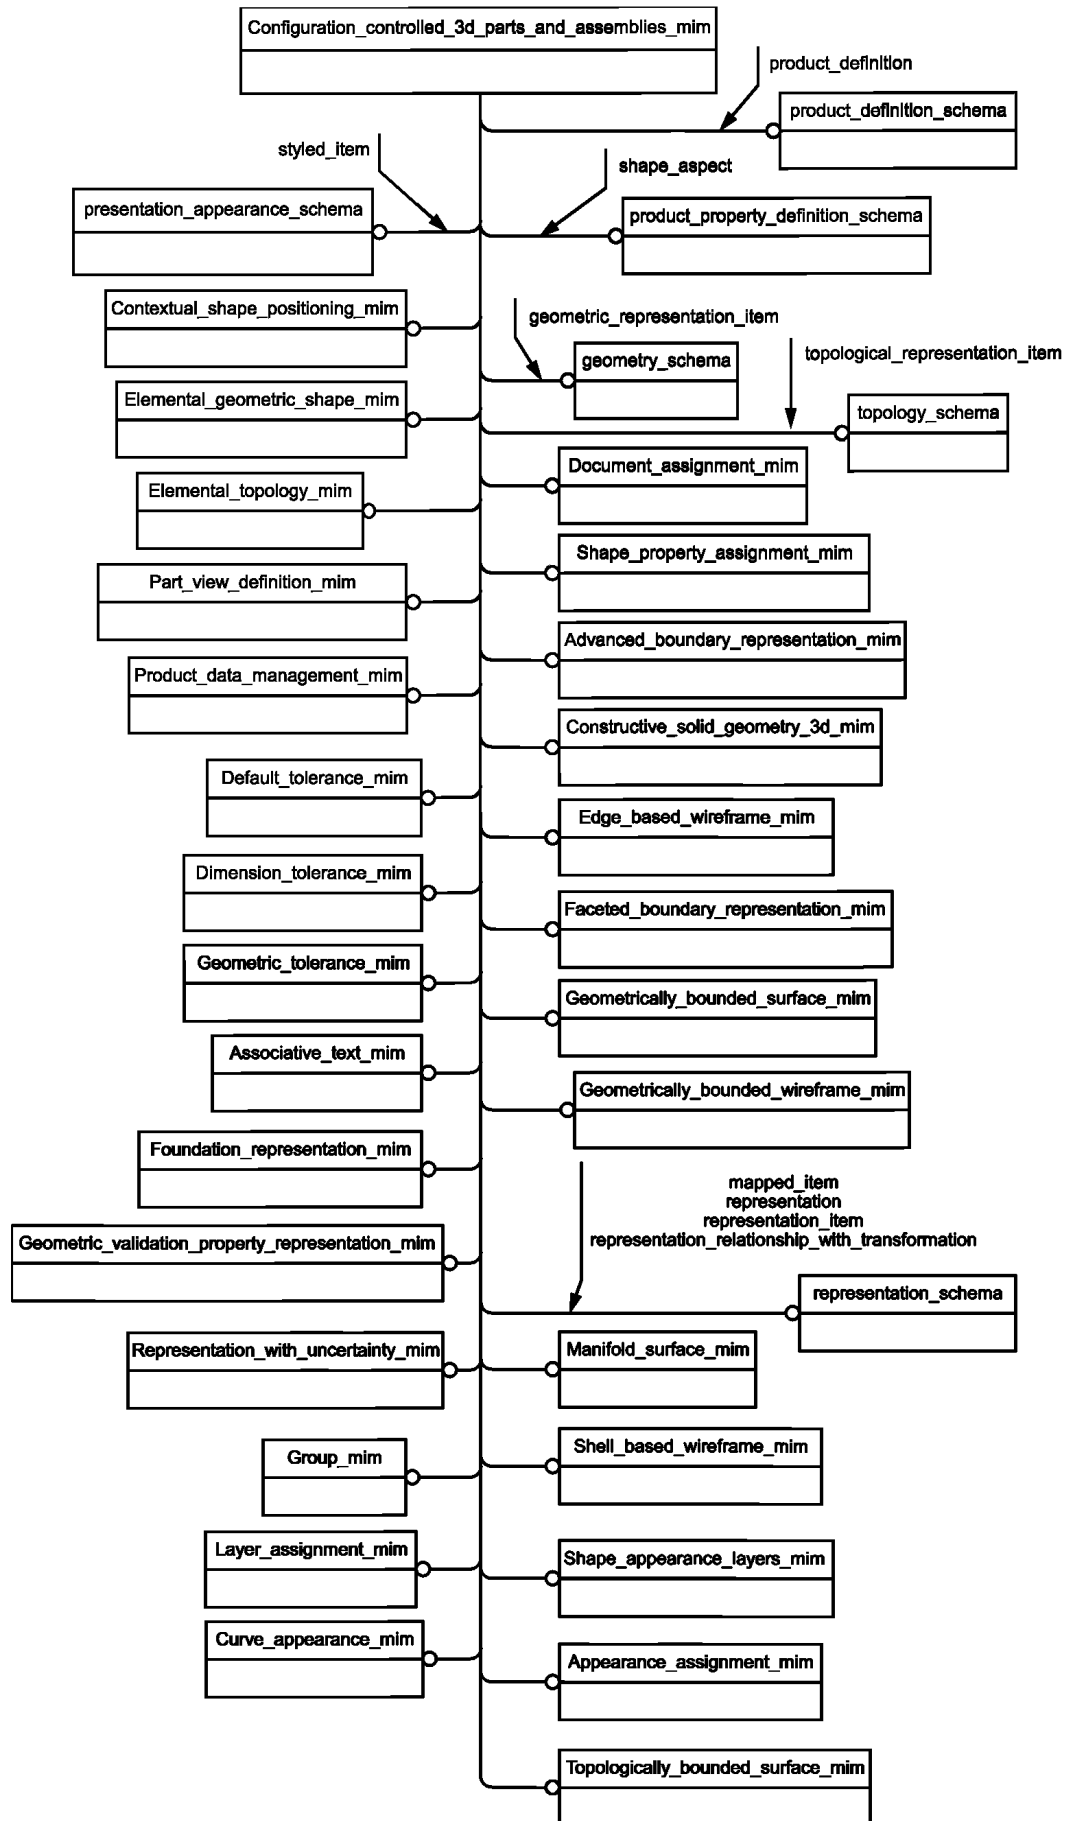 Configuration_controlled_3d_parts_and_assemblies_mim
product_definition
product_definition_schema
styled_item
shape_aspect
presentation_appearance_schema
product_property_definition_schema
Contextual_shape_positioning_mim
geometric_representation_item
geometry_schema
topological_representation_item
Elemental_geometric_shape_mim
topology_schema
Document_assignment_mim
Elemental_topology_mim
Shape_property_assignment_mim
Part_view_definition_mim
Advanced_boundary_representation_mim
Product_data_management_mim
Constructive_solid_geometry_3d_mim
Default_tolerance_mim
Edge_based_wireframe_mim
Dimension_tolerance_mim
Faceted_boundary_representation_mim
Geometric_tolerance_mim
Geometrically_bounded_surface_mim
Associative_text_mim
Geometrically_bounded_wireframe_mim
Foundation_representation_mim
mapped_item
representation
representation_item
representation_relationship_with_transformation
Geometric_validation_property_representation_mim
representation_schema
Representation_with_uncertainty_mim
Manifold_surface_mim
Shell_based_wireframe_mim
Group_mim
Layer_assignment_mim
Shape_appearance_layers_mim
Curve_appearance_mim
Appearance_assignment_mim
Topologically_bounded_surface_mim